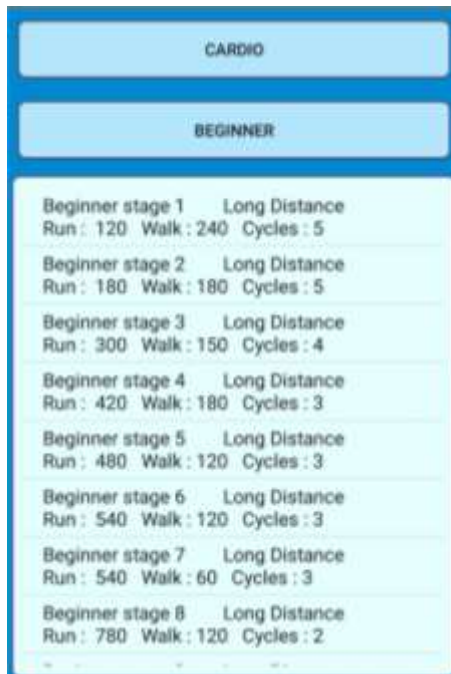 CARDIO
BEGINNER
Beginner stage 1 Long Distance
Run : 120 Walk : 240 Cycles : 5
Beginner stage 2 Long Distance
Run : 180 Walk : 180 Cycles : 5
Beginner stage 3 Long Distance
Run : 300 Walk : 150 Cycles : 4
Beginner stage 4 Long Distance
Run : 420 Walk : 180 Cycles : 3
Beginner stage 5 Long Distance
Run : 480 Walk : 120 Cycles : 3
Beginner stage 6 Long Distance
Run : 540 Walk : 120 Cycles : 3
Beginner stage 7 Long Distance
Run : 540 Walk : 60 Cycles : 3
Beginner stage 8 Long Distance
Run : 780 Walk : 120 Cycles : 2